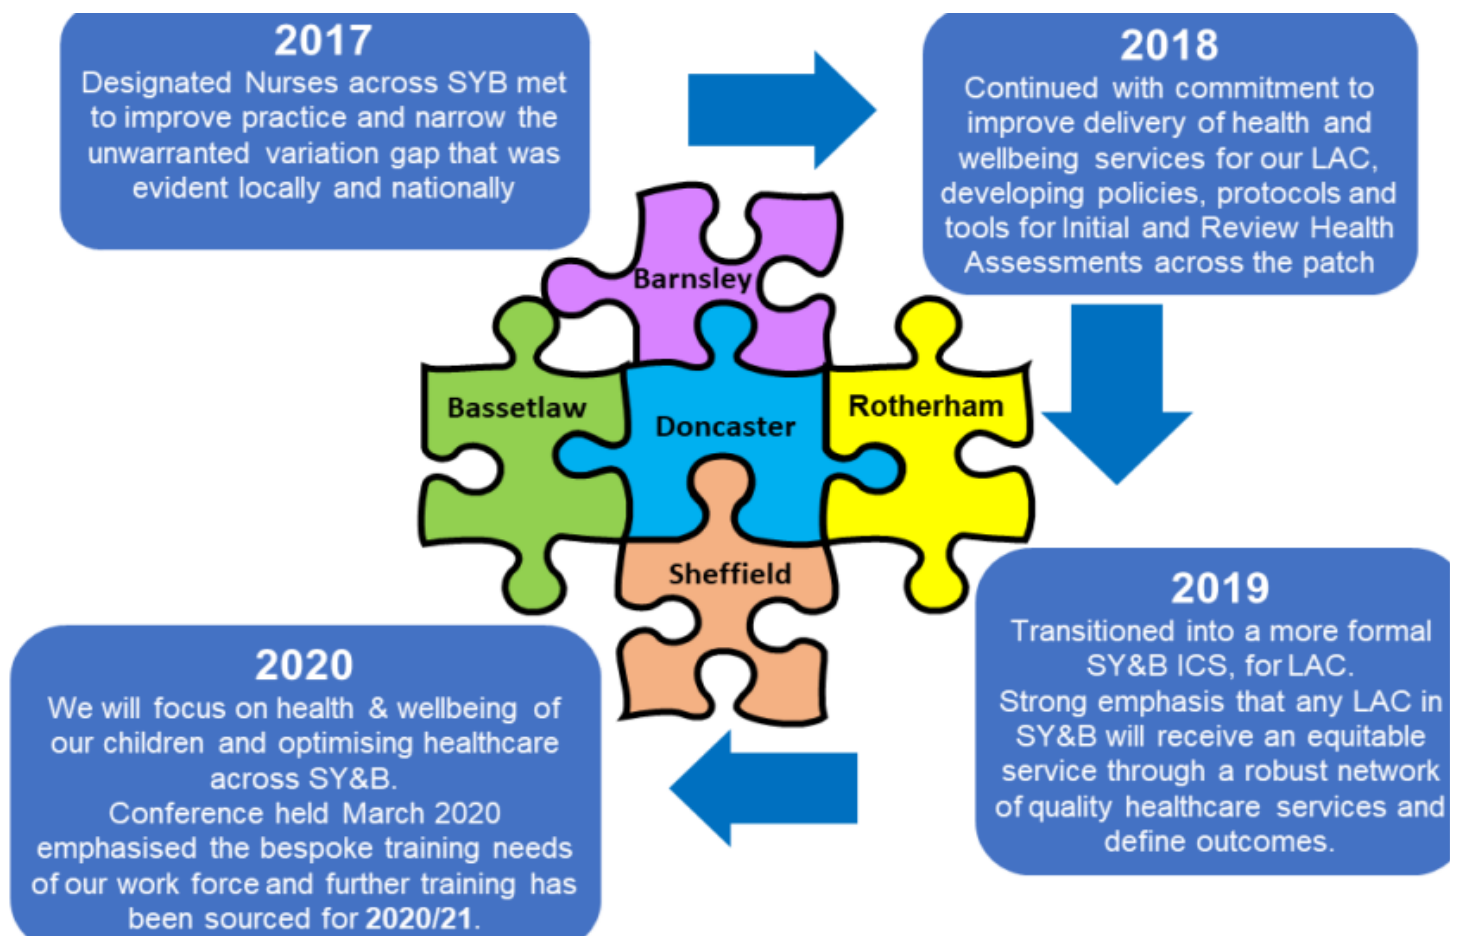 2017
Designated Nurses across SYB met
to improve practice and narrow the
unwarranted variation gap that was
evident locally and nationally
2018
Continued with commitment to
improve delivery of health and
wellbeing services for our LAC,
developing policies, protocols and
tools for Initial and Review Health
Assessments across the patch
Barnsley
Bassetlaw
Doncaster
Rotherham
Sheffield
2019
Transitioned into a more formal
SY&B ICS, for LAC.
Strong emphasis that any LAC in
SY&B will receive an equitable
service through a robust network
of quality healthcare services and
define outcomes.
2020
We will focus on health & wellbeing of
our children and optimising healthcare
across SY&B.
Conference held March 2020
emphasised the bespoke training needs
of our work force and further training has
been sourced for 2020/21.